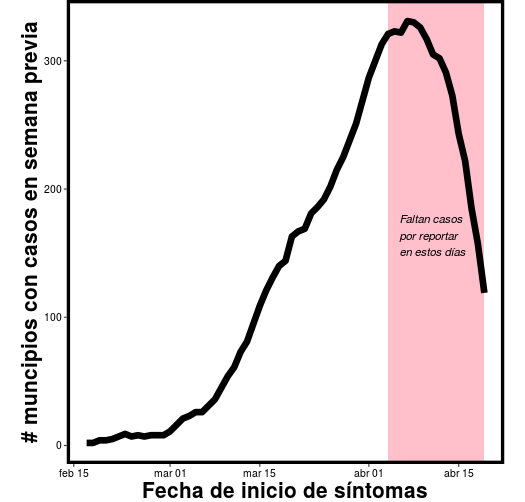 # muncipios con casos en semana previa
300
200
100
0
Faltan casos
por reportar
en estos días
feb 15
mar 01
mar 15
abr 01
abr 15
Fecha de inicio de síntomas